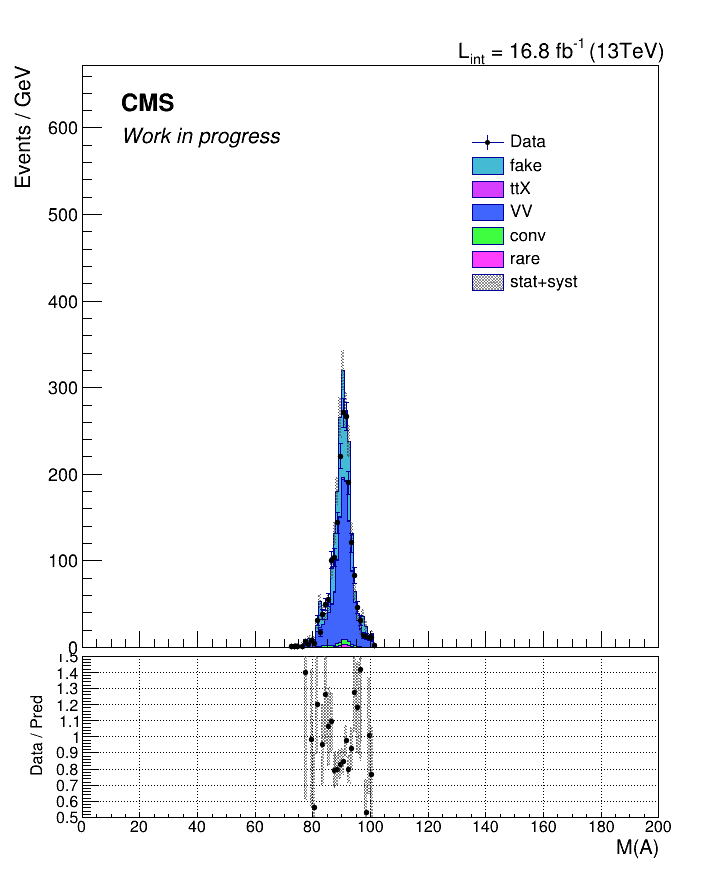 L_int = 16.8 fb^-1 (13TeV)
Events / GeV
CMS
Work in progress
600
500
400
300
200
100
0
Data
fake
ttX
VV
conv
rare
stat+syst
Data / Pred
1.5
1.4
1.3
1.2
1.1
1
0.9
0.8
0.7
0.6
0.5
0 20 40 60 80 100 120 140 160 180 200
M(A)